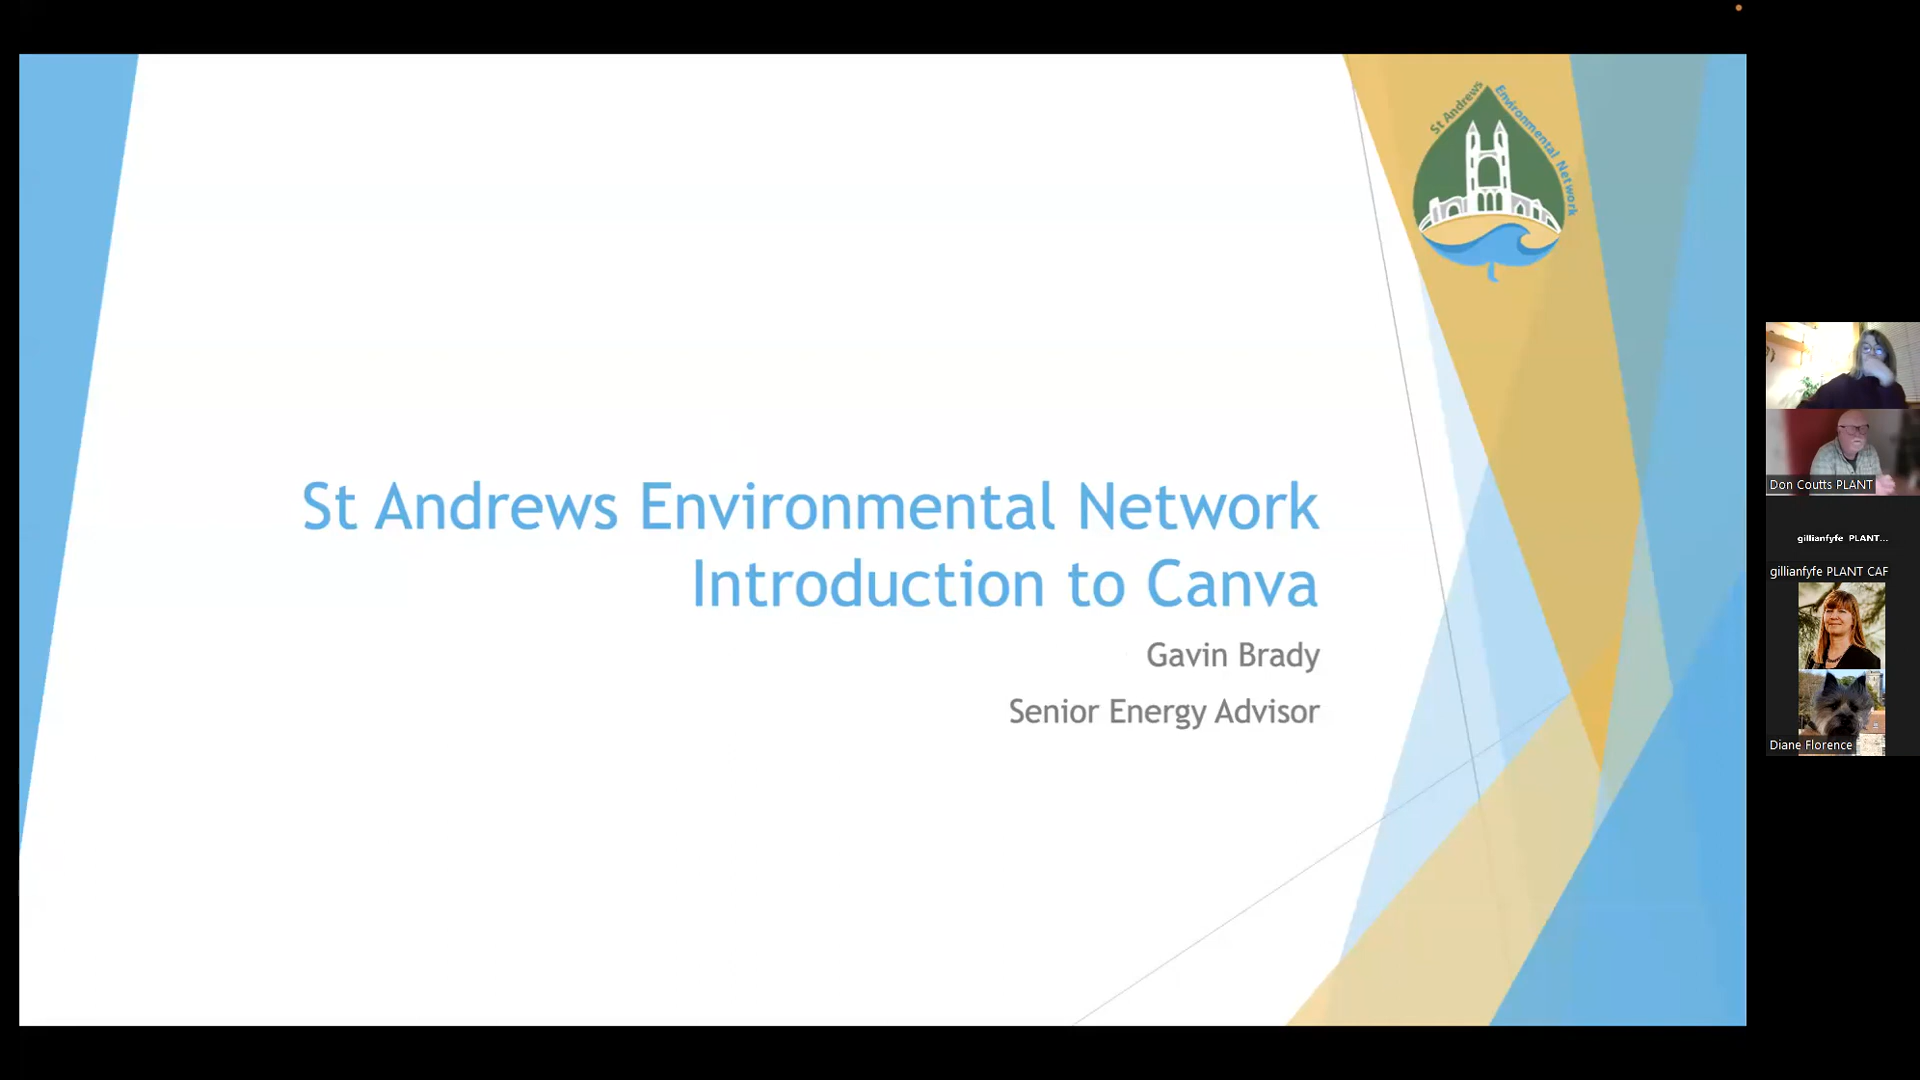 St Andrews
Environmental Network
St Andrews Environmental Network
Introduction to Canva
Gavin Brady
Senior Energy Advisor
Don Coutts PLANT
gillianfyfe PLANT...
gillianfyfe PLANT CAF
Diane Florence